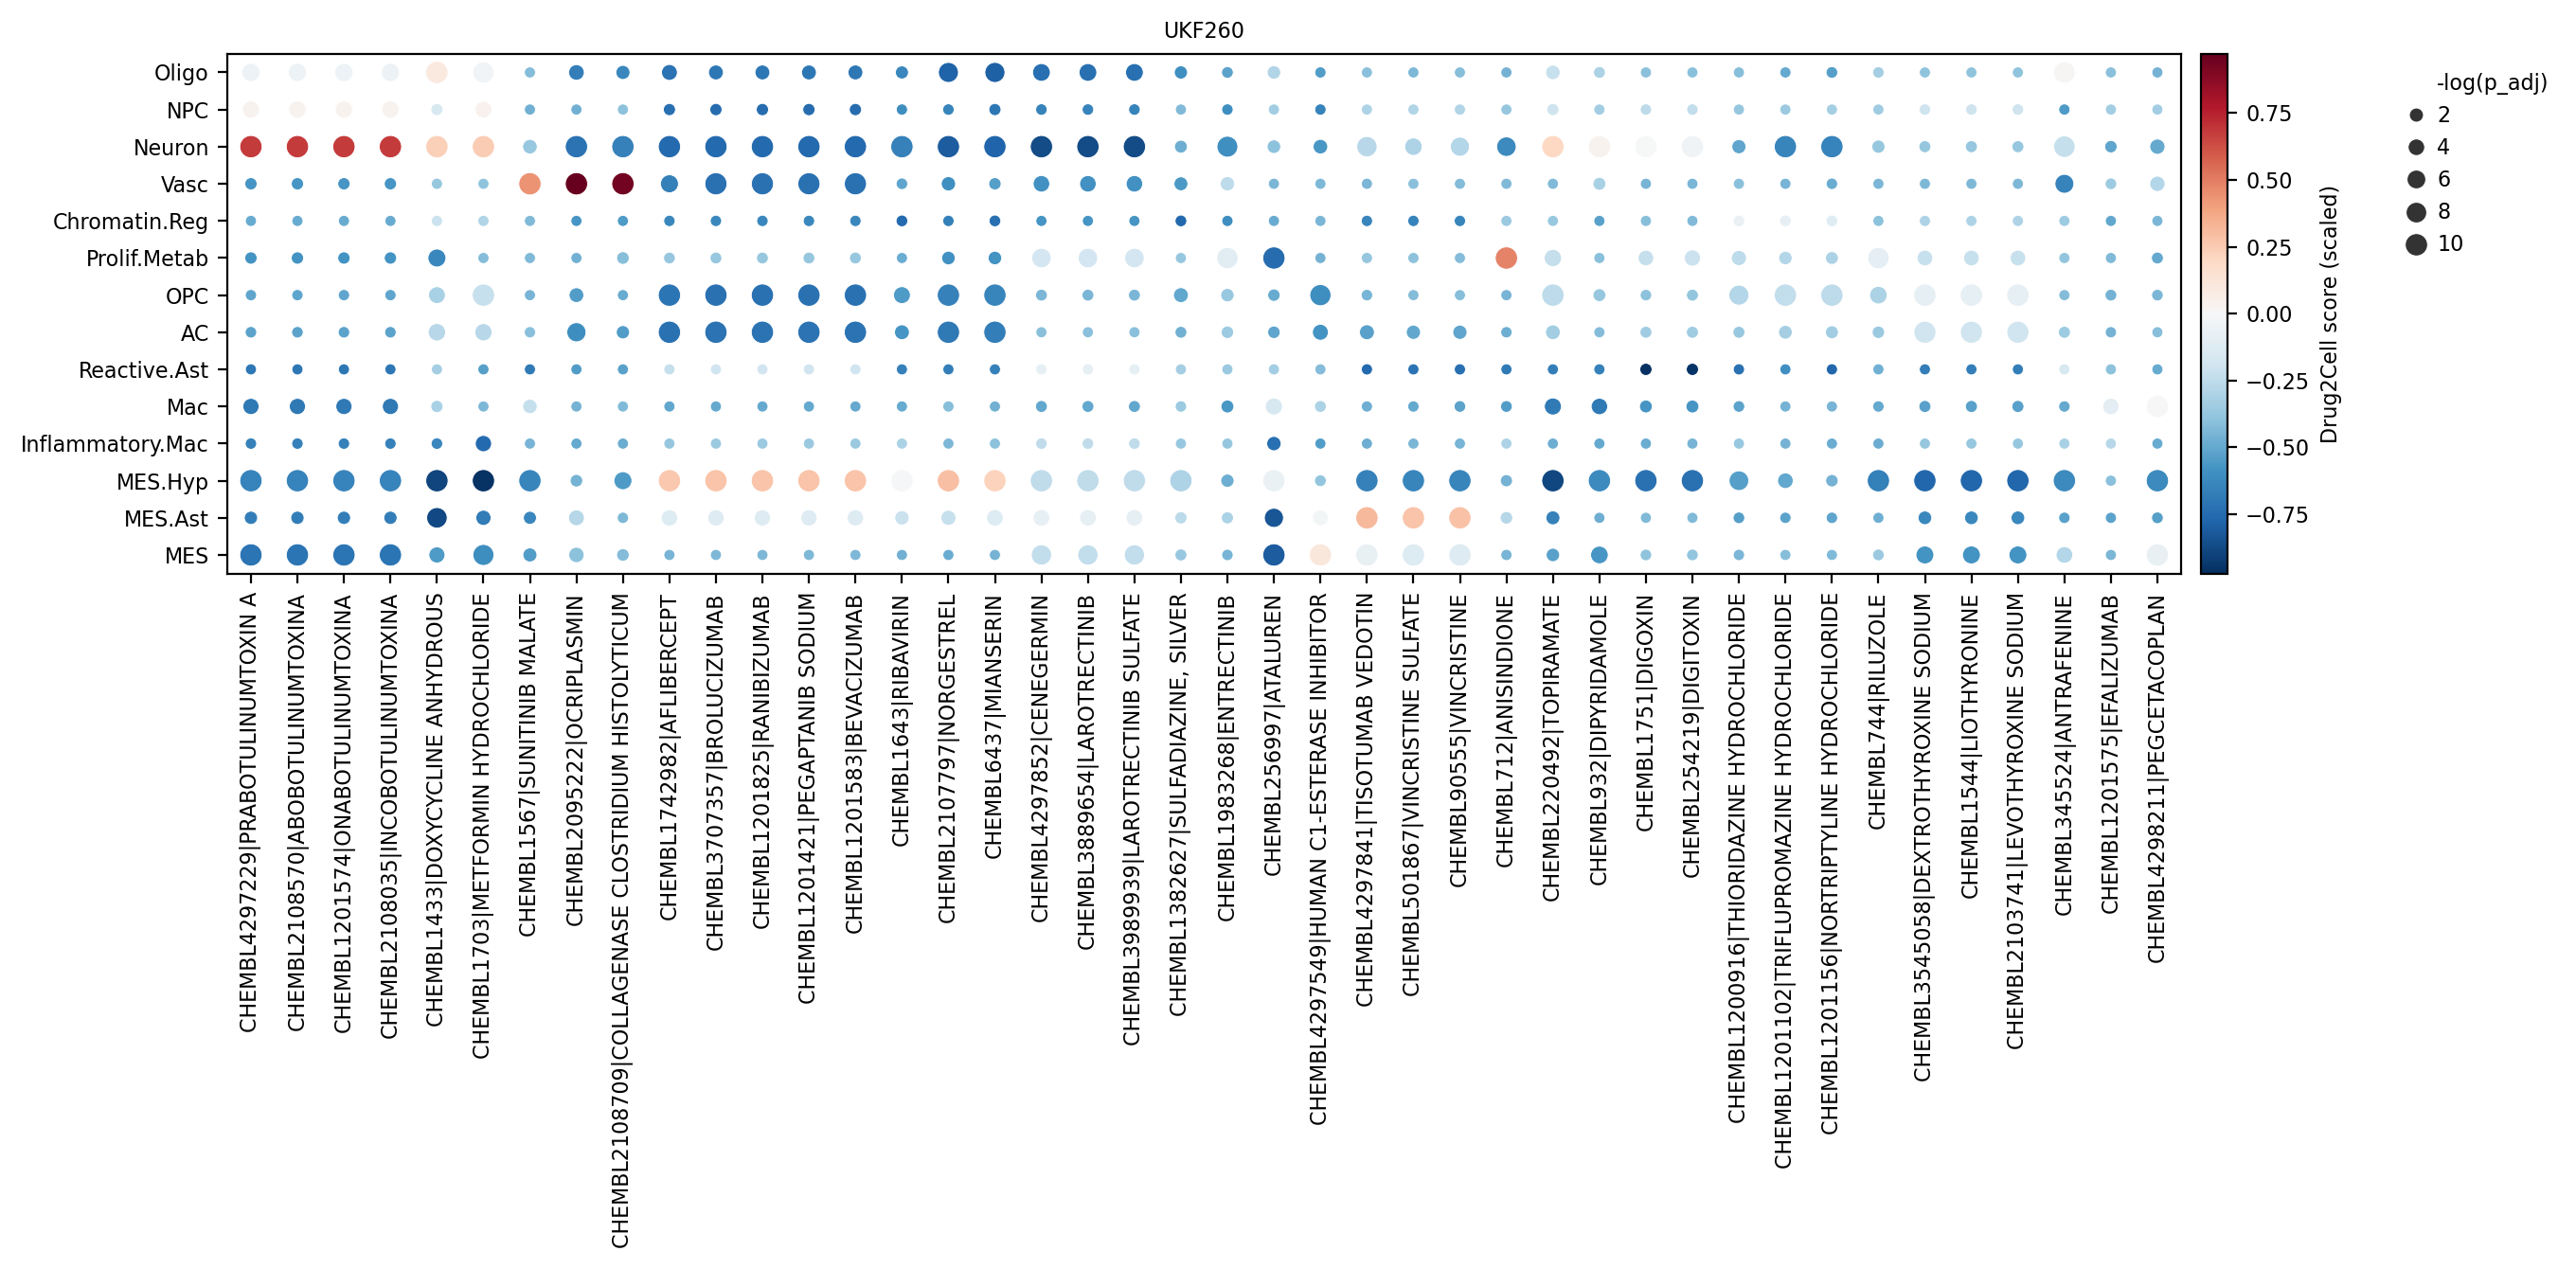 UKF260
Oligo
NPC
Neuron
Vasc
Chromatin.Reg
Prolif.Metab
OPC
AC
Reactive.Ast
Mac
Inflammatory.Mac
MES.Hyp
MES.Ast
MES
CHEMBL4297229|PRABOTULINUMTOXIN A
CHEMBL2108570|ABOBOTULINUMTOXINA
CHEMBL1201574|ONABOTULINUMTOXINA
CHEMBL2108035|INCOBOTULINUMTOXINA
CHEMBL1433|DOXYCYCLINE ANHYDROUS
CHEMBL1703|METFORMIN HYDROCHLORIDE
CHEMBL1567|SUNITINIB MALATE
CHEMBL2095222|OCRIPLASMIN
CHEMBL2108709|COLLAGENASE CLOSTRIDIUM HISTOLYTICUM
CHEMBL1742982|AFLIBERCEPT
CHEMBL3707357|BROLUCIZUMAB
CHEMBL1201825|RANIBIZUMAB
CHEMBL1201421|PEGAPTANIB SODIUM
CHEMBL1201583|BEVACIZUMAB
CHEMBL1643|RIBAVIRIN
CHEMBL2107797|NORGESTREL
CHEMBL6437|MIANSERIN
CHEMBL4297852|CENEGERMIN
CHEMBL3889654|LAROTRECTINIB
CHEMBL3989939|LAROTRECTINIB SULFATE
CHEMBL1382627|SULFADIAZINE, SILVER
CHEMBL1983268|ENTRECTINIB
CHEMBL256997|ATALUREN
CHEMBL4297549|HUMAN C1-ESTERASE INHIBITOR
CHEMBL4297841|TISOTUMAB VEDOTIN
CHEMBL501867|VINCRISTINE SULFATE
CHEMBL90555|VINCRISTINE
CHEMBL712|ANISINDIONE
CHEMBL220492|TOPIRAMATE
CHEMBL932|DIPYRIDAMOLE
CHEMBL1751|DIGOXIN
CHEMBL254219|DIGITOXIN
CHEMBL1200916|THIORIDAZINE HYDROCHLORIDE
CHEMBL1201102|TRIFLUPROMAZINE HYDROCHLORIDE
CHEMBL1201156|NORTRIPTYLINE HYDROCHLORIDE
CHEMBL744|RILUZOLE
CHEMBL3545058|DEXTROTHYROXINE SODIUM
CHEMBL1544|LIOTHYRONINE
CHEMBL2103741|LEVOTHYROXINE SODIUM
CHEMBL345524|ANTRAFENINE
CHEMBL1201575|EFALIZUMAB
CHEMBL4298211|PEGCETACOPLAN
0.75
0.50
0.25
0.00
−0.25
−0.50
−0.75
Drug2Cell score (scaled)
-log(p_adj)
2
4
6
8
10